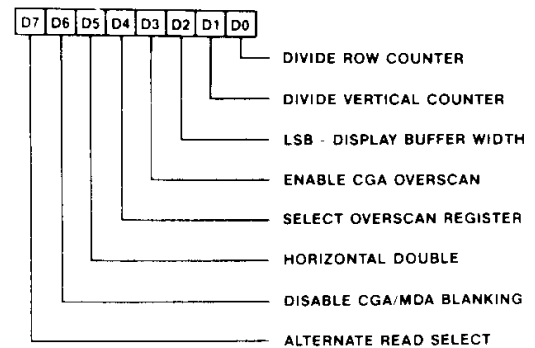 D7 D6 D5 D4 D3 D2 D1 D0
DIVIDE ROW COUNTER
DIVIDE VERTICAL COUNTER
LSB - DISPLAY BUFFER WIDTH
ENABLE CGA OVERSCAN
SELECT OVERSCAN REGISTER
HORIZONTAL DOUBLE
DISABLE CGA/MDA BLANKING
ALTERNATE READ SELECT